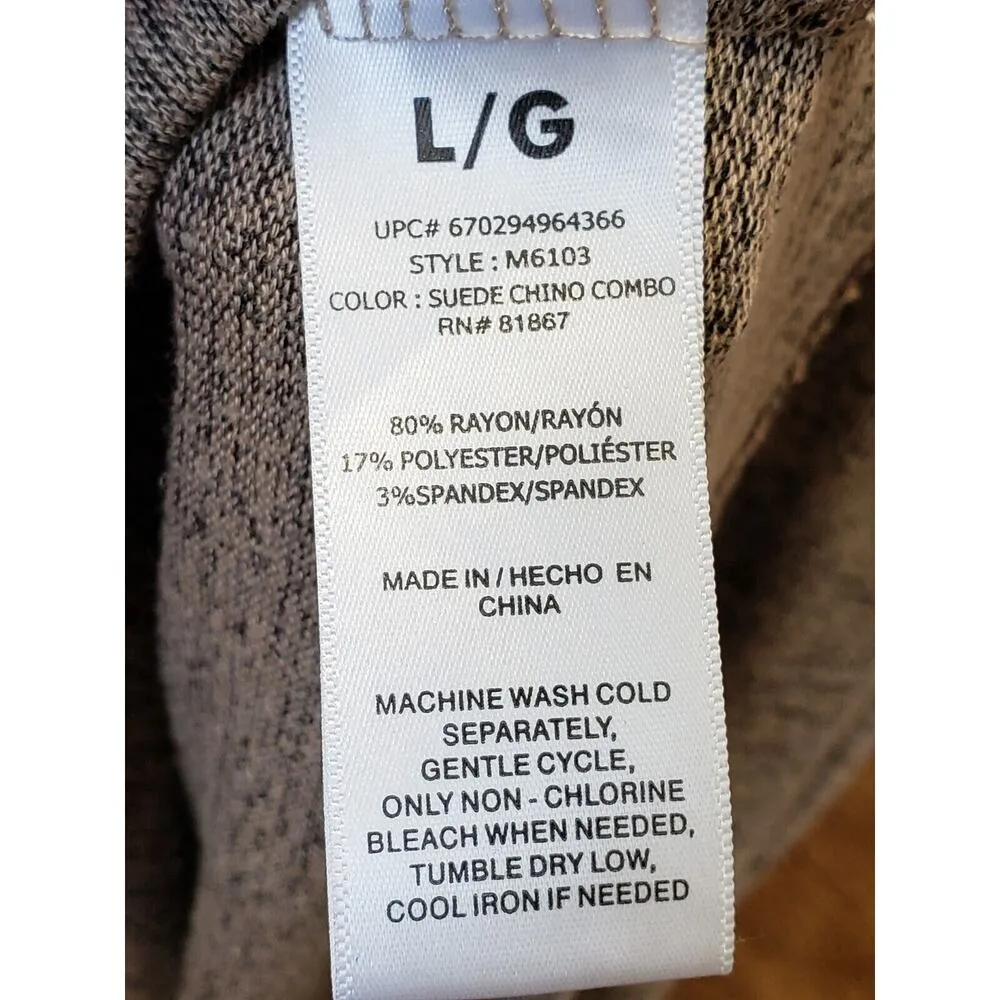 L/G
UPC# 670294964366
STYLE : M6103
COLOR : SUEDE CHINO COMBO
RN# 81867
80% RAYON/RAYÓN
17% POLYESTER/POLIÉSTER
3%SPANDEX/SPANDEX
MADE IN / HECHO EN
CHINA
MACHINE WASH COLD
SEPARATELY,
GENTLE CYCLE,
ONLY NON - CHLORINE
BLEACH WHEN NEEDED,
TUMBLE DRY LOW,
COOL IRON IF NEEDED